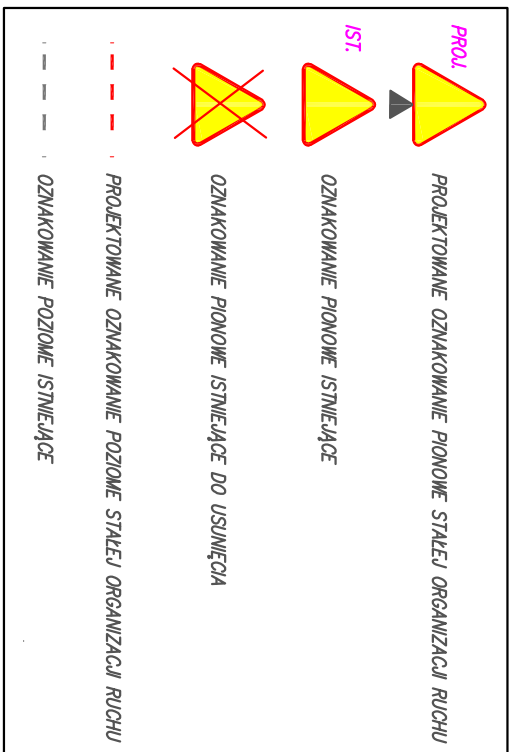 PROJ.
PROJEKTOWANE OZNAKOWANIE PIONOWE STAŁEJ ORGANIZACJI RUCHU
IST.
OZNAKOWANIE PIONOWE ISTNIEJĄCE
OZNAKOWANIE PIONOWE ISTNIEJĄCE DO USUNIĘCIA
PROJEKTOWANE OZNAKOWANIE POZIOME STAŁEJ ORGANIZACJI RUCHU
OZNAKOWANIE POZIOME ISTNIEJĄCE